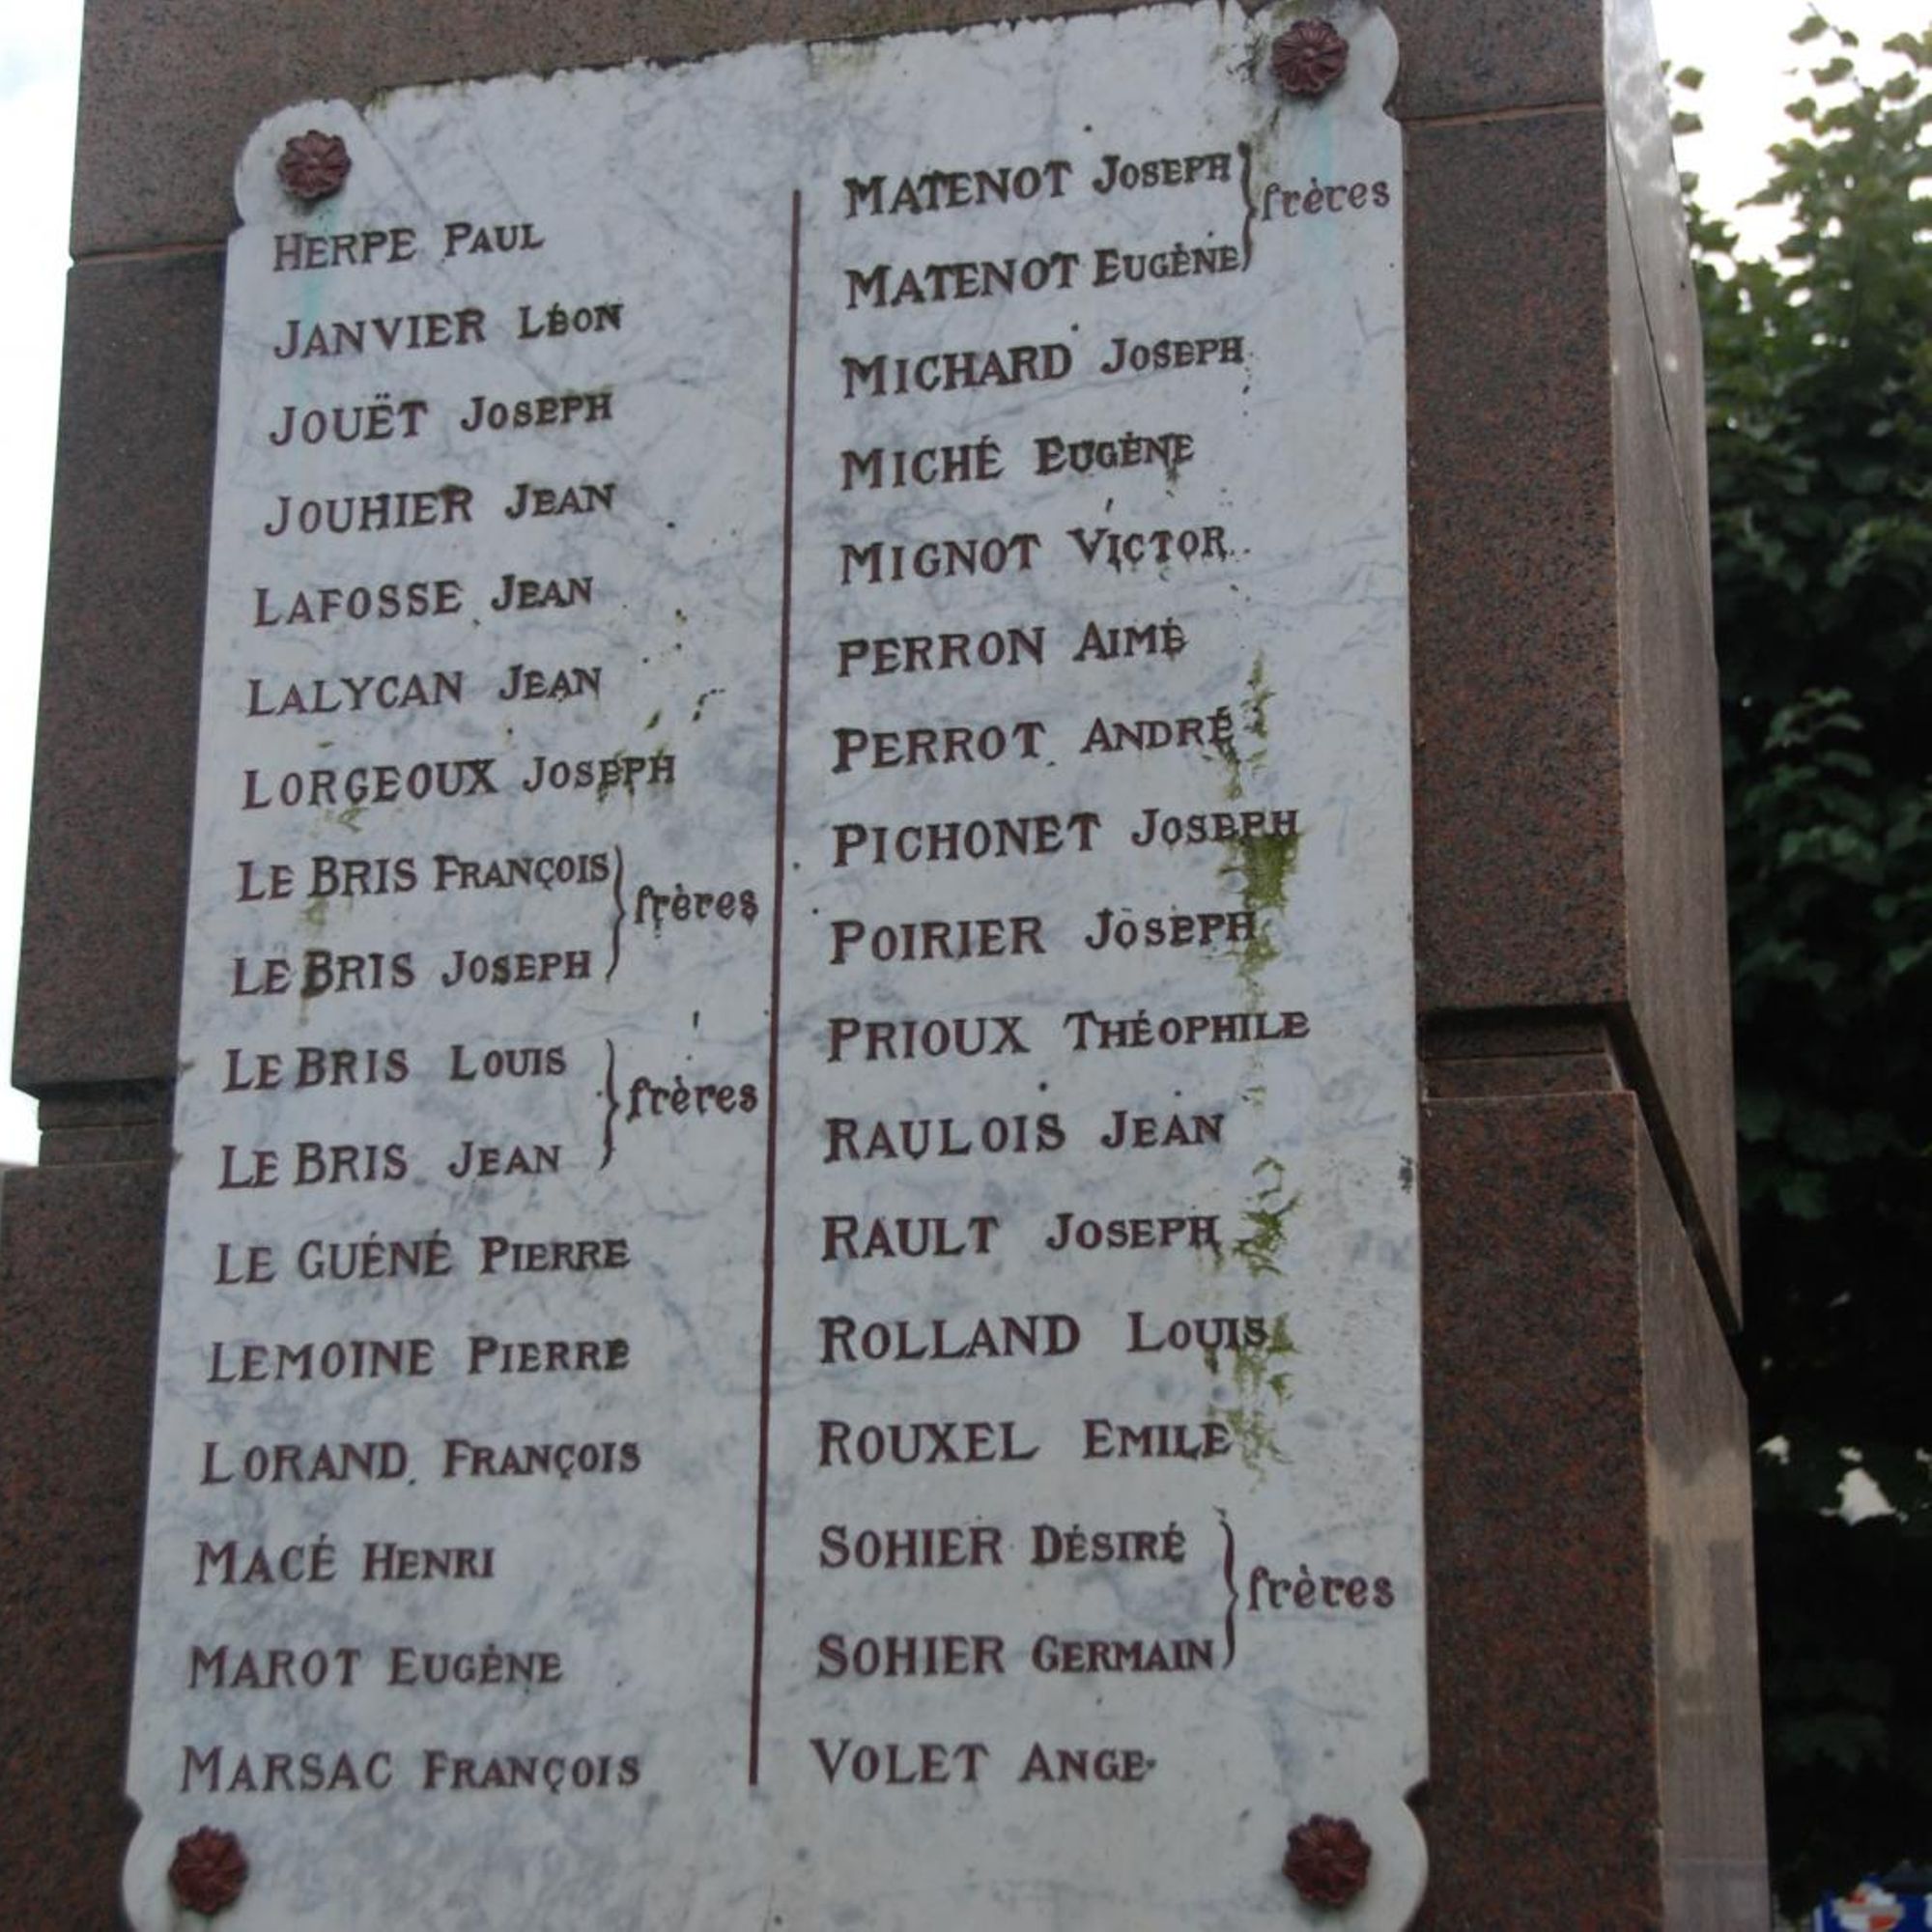 HERPE PAUL
JANVIER LÉON
JOUËT JOSEPH
JOUHIER JEAN
LAFOSSE JEAN
LALYCAN JEAN
LORGEOUX JOSEPH
LE BRIS FRANÇOIS
frères
LE BRIS JOSEPH
LE BRIS LOUIS
frères
LE BRIS JEAN
LE GUÉNÉ PIERRE
LEMOINE PIERRE
LORAND FRANÇOIS
MACÉ HENRI
MAROT EUGÈNE
MARSAC FRANÇOIS
MATENOT JOSEPH
frères
MATENOT EUGÈNE
MICHARD JOSEPH
MICHÉ EUGÈNE
MIGNOT VICTOR
PERRON AIMÉ
PERROT ANDRÉ
PICHONET JOSEPH
POIRIER JOSEPH
PRIOUX THÉOPHILE
RAULOIS JEAN
RAULT JOSEPH
ROLLAND LOUIS
ROUXEL EMILE
SOHIER DÉSIRÉ
frères
SOHIER GERMAIN
VOLET ANGE